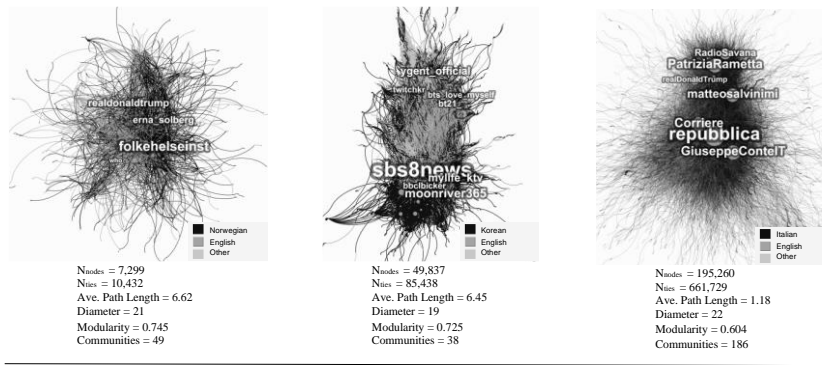 realdonaldtrump
erna_solberg
folkehelseinst
who
Norwegian
English
Other
Nnodes = 7,299
Nties = 10,432
Ave. Path Length = 6.62
Diameter = 21
Modularity = 0.745
Communities = 49
ygent_official
twitchkr
bts_love_myself
bt21
sbs8news
mylife_ktv
bbclbicker
moonriver365
Korean
English
Other
Nnodes = 49,837
Nties = 85,438
Ave. Path Length = 6.45
Diameter = 19
Modularity = 0.725
Communities = 38
RadioSavana
PatriziaRametta
realDonaldTrump
matteosalvinimi
Corriere
repubblica
GiuseppeConteIT
Italian
English
Other
Nnodes = 195,260
Nties = 661,729
Ave. Path Length = 1.18
Diameter = 22
Modularity = 0.604
Communities = 186